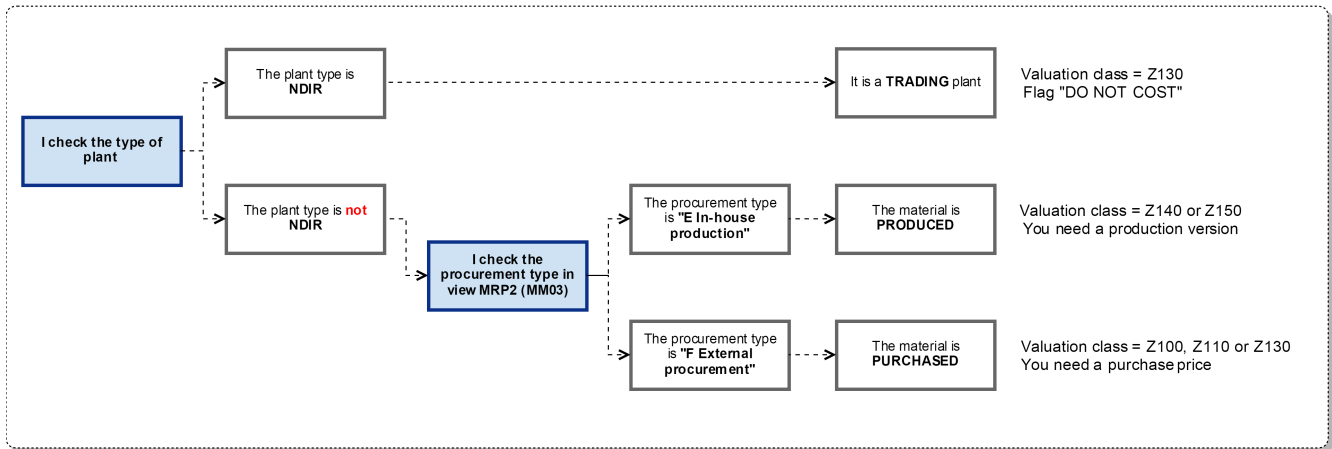 The plant type is
NDIR
It is a TRADING plant
Valuation class = Z130
Flag "DO NOT COST"
I check the type of
plant
The plant type is not
NDIR
The procurement type
is "E In-house
production"
The material is
PRODUCED
Valuation class = Z140 or Z150
You need a production version
I check the
procurement type in
view MRP2 (MM03)
The procurement type
is "F External
procurement"
The material is
PURCHASED
Valuation class = Z100, Z110 or Z130
You need a purchase price